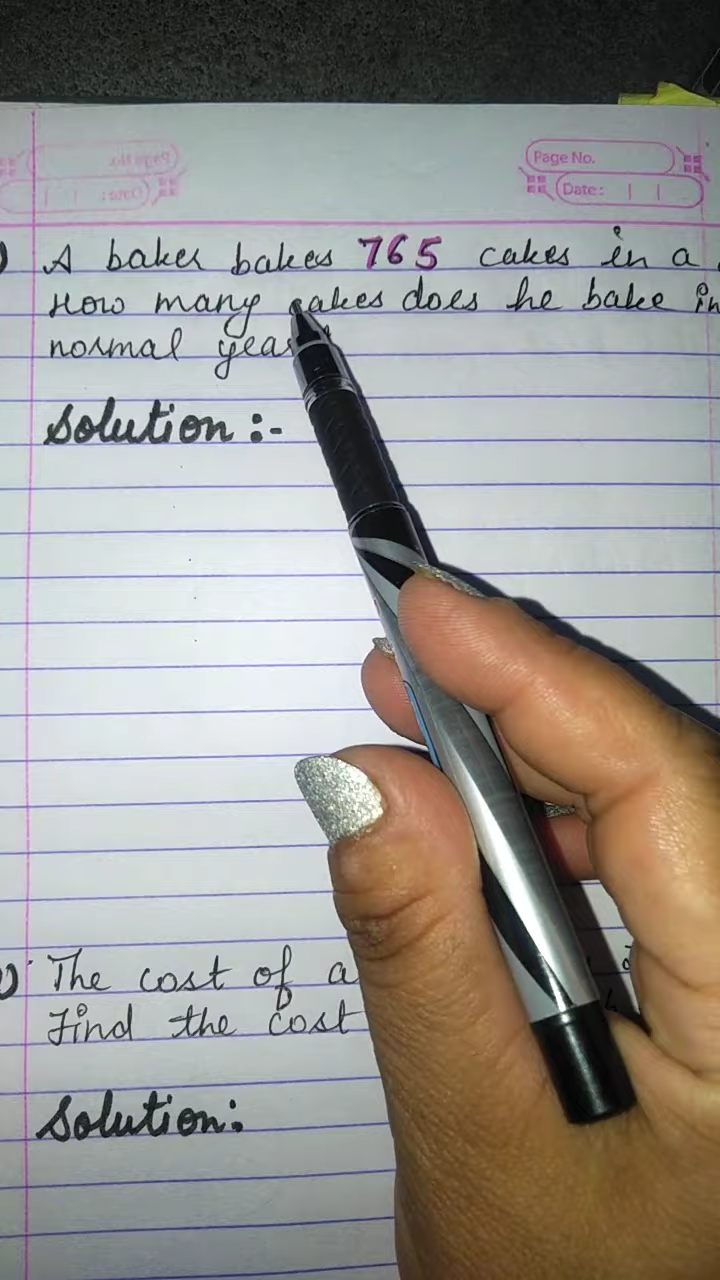 Page No.
Date:
A baker bakes 765 cakes in a
How many cakes does he bake in
normal year
Solution :-
The cost of a
Find the cost
Solution: